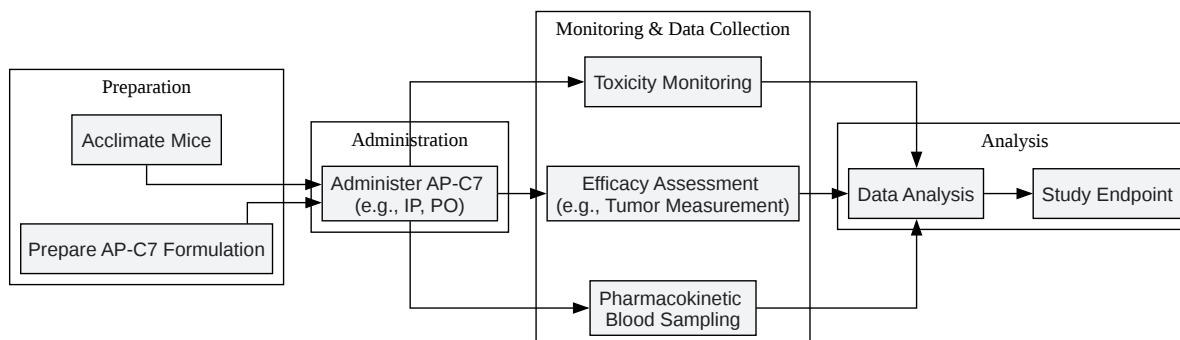 Preparation
Acclimate Mice
Prepare AP-C7 Formulation
Administration
Administer AP-C7
(e.g., IP, PO)
Monitoring & Data Collection
Toxicity Monitoring
Efficacy Assessment
(e.g., Tumor Measurement)
Pharmacokinetic
Blood Sampling
Analysis
Data Analysis
Study Endpoint